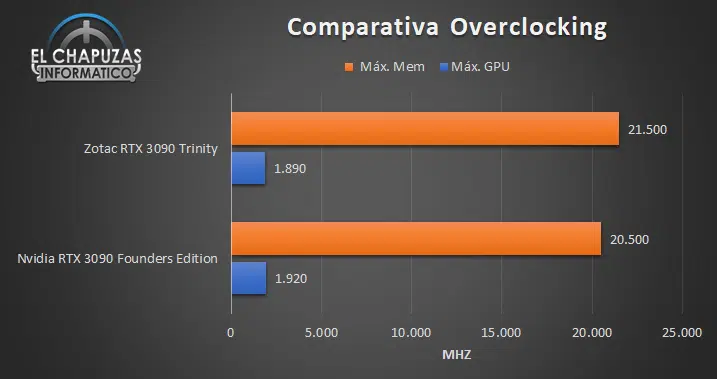 Comparativa Overclocking
EL CHAPUZAS
INFORMÁTICO
Máx. Mem Máx. GPU
Zotac RTX 3090 Trinity
21.500
1.890
Nvidia RTX 3090 Founders Edition
20.500
1.920
0 5.000 10.000 15.000 20.000 25.000
MHZ